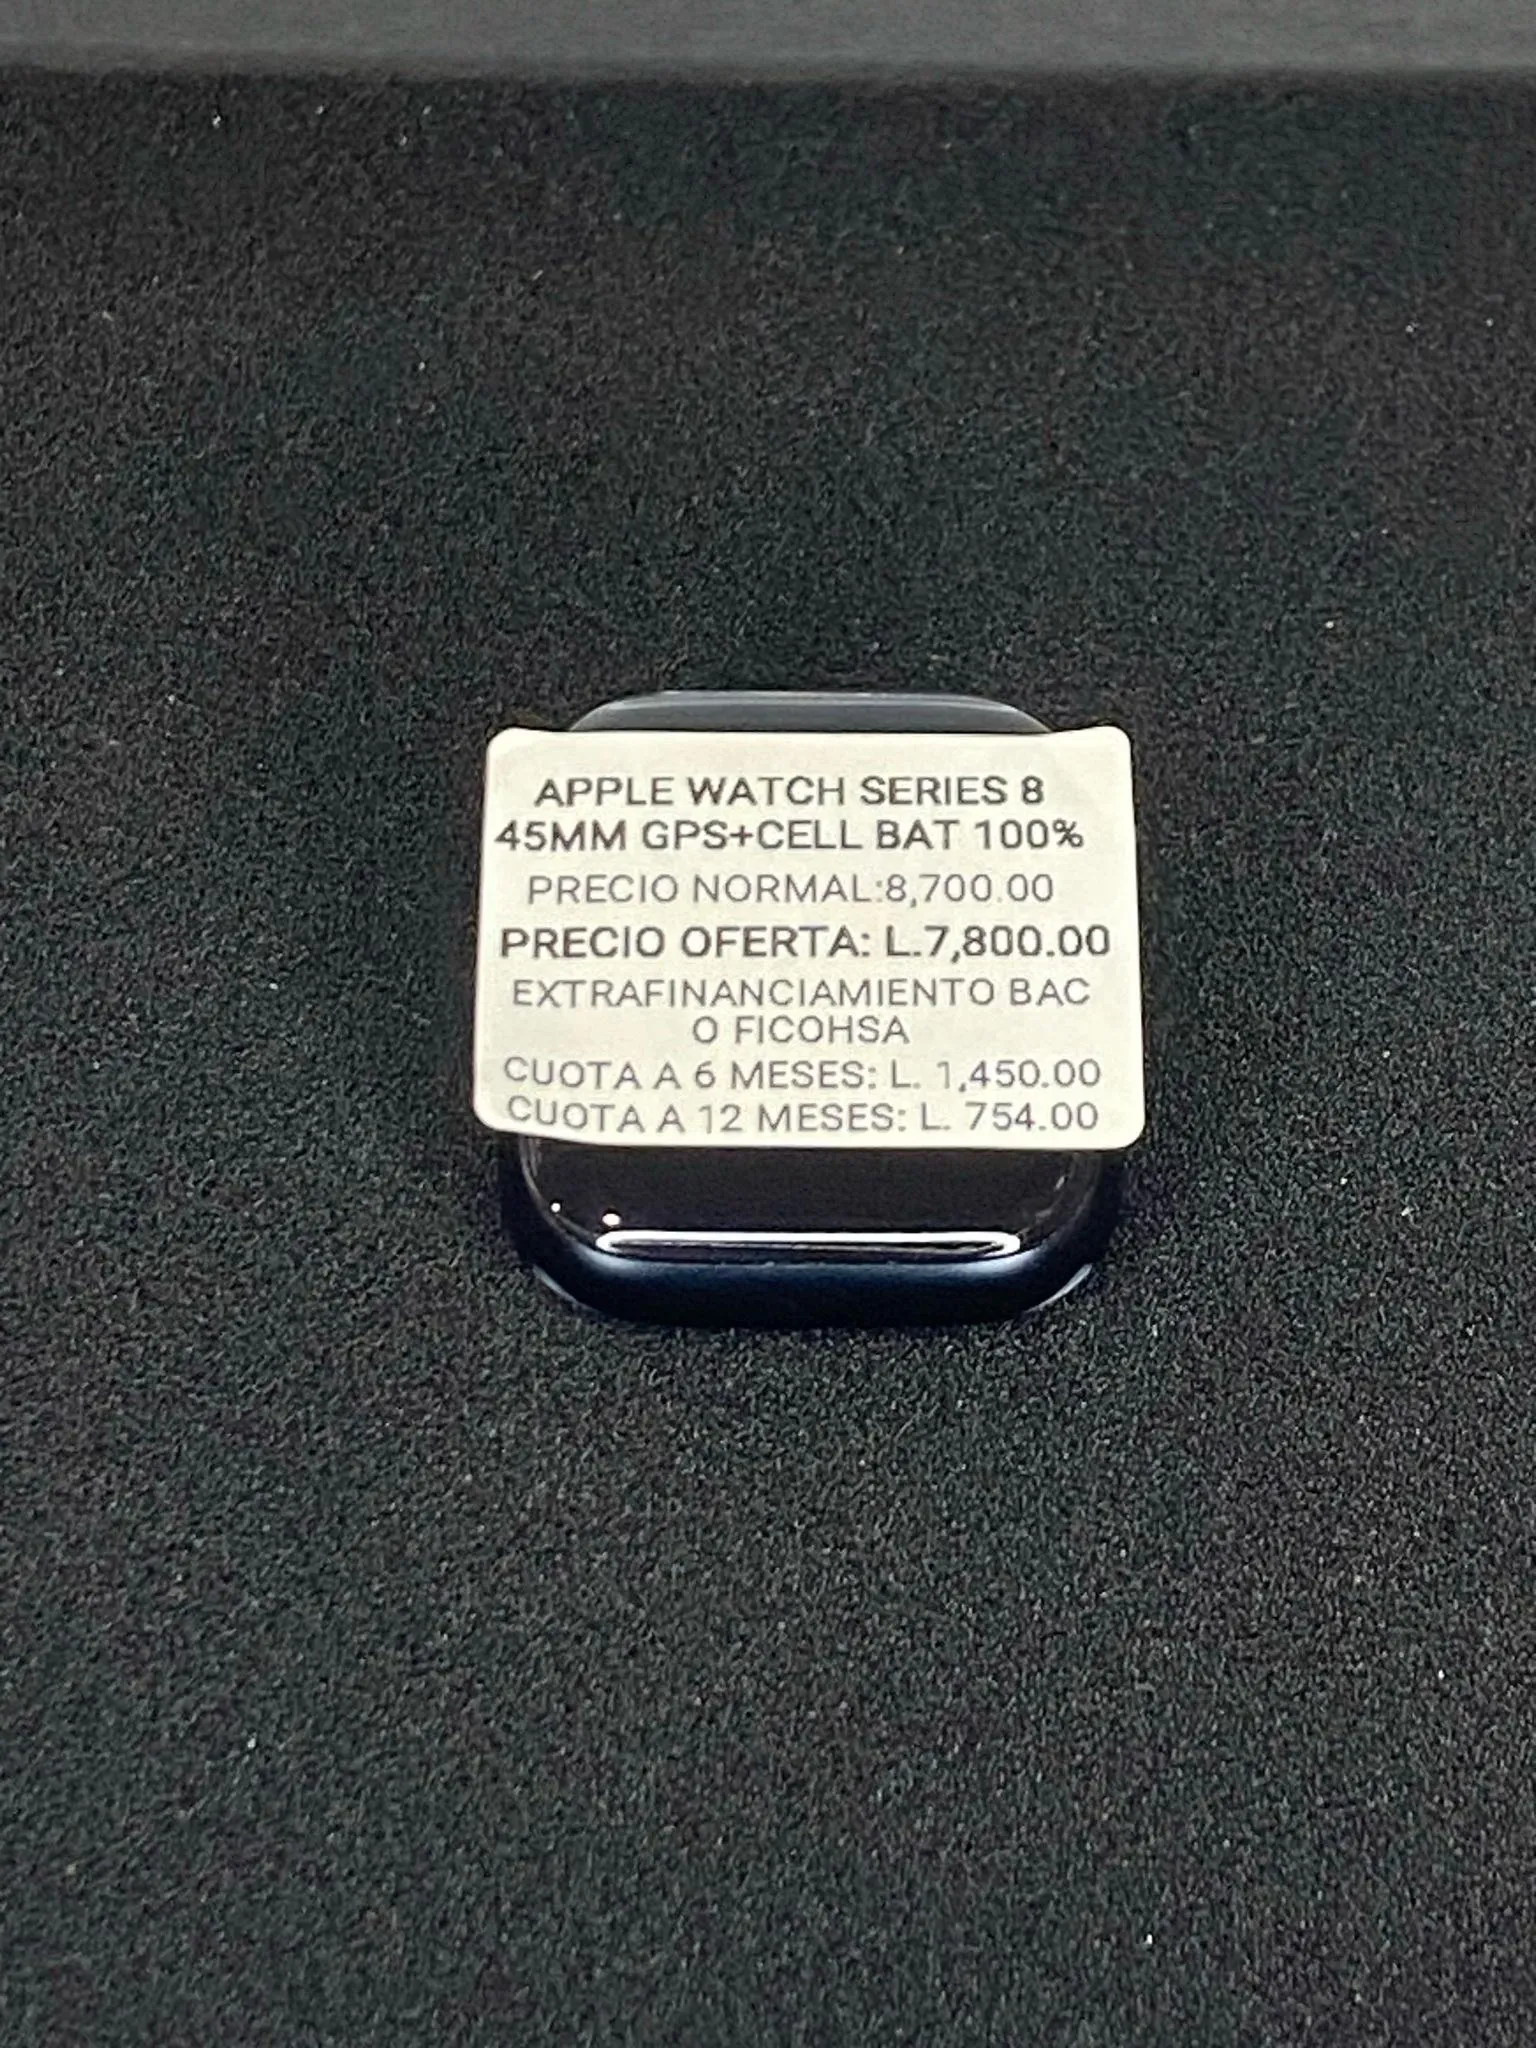 APPLE WATCH SERIES 8
45MM GPS+CELL BAT 100%
PRECIO NORMAL:8,700.00
PRECIO OFERTA: L.7,800.00
EXTRAFINANCIAMIENTO BAC
O FICOHSA
CUOTA A 6 MESES: L. 1,450.00
CUOTA A 12 MESES: L. 754.00